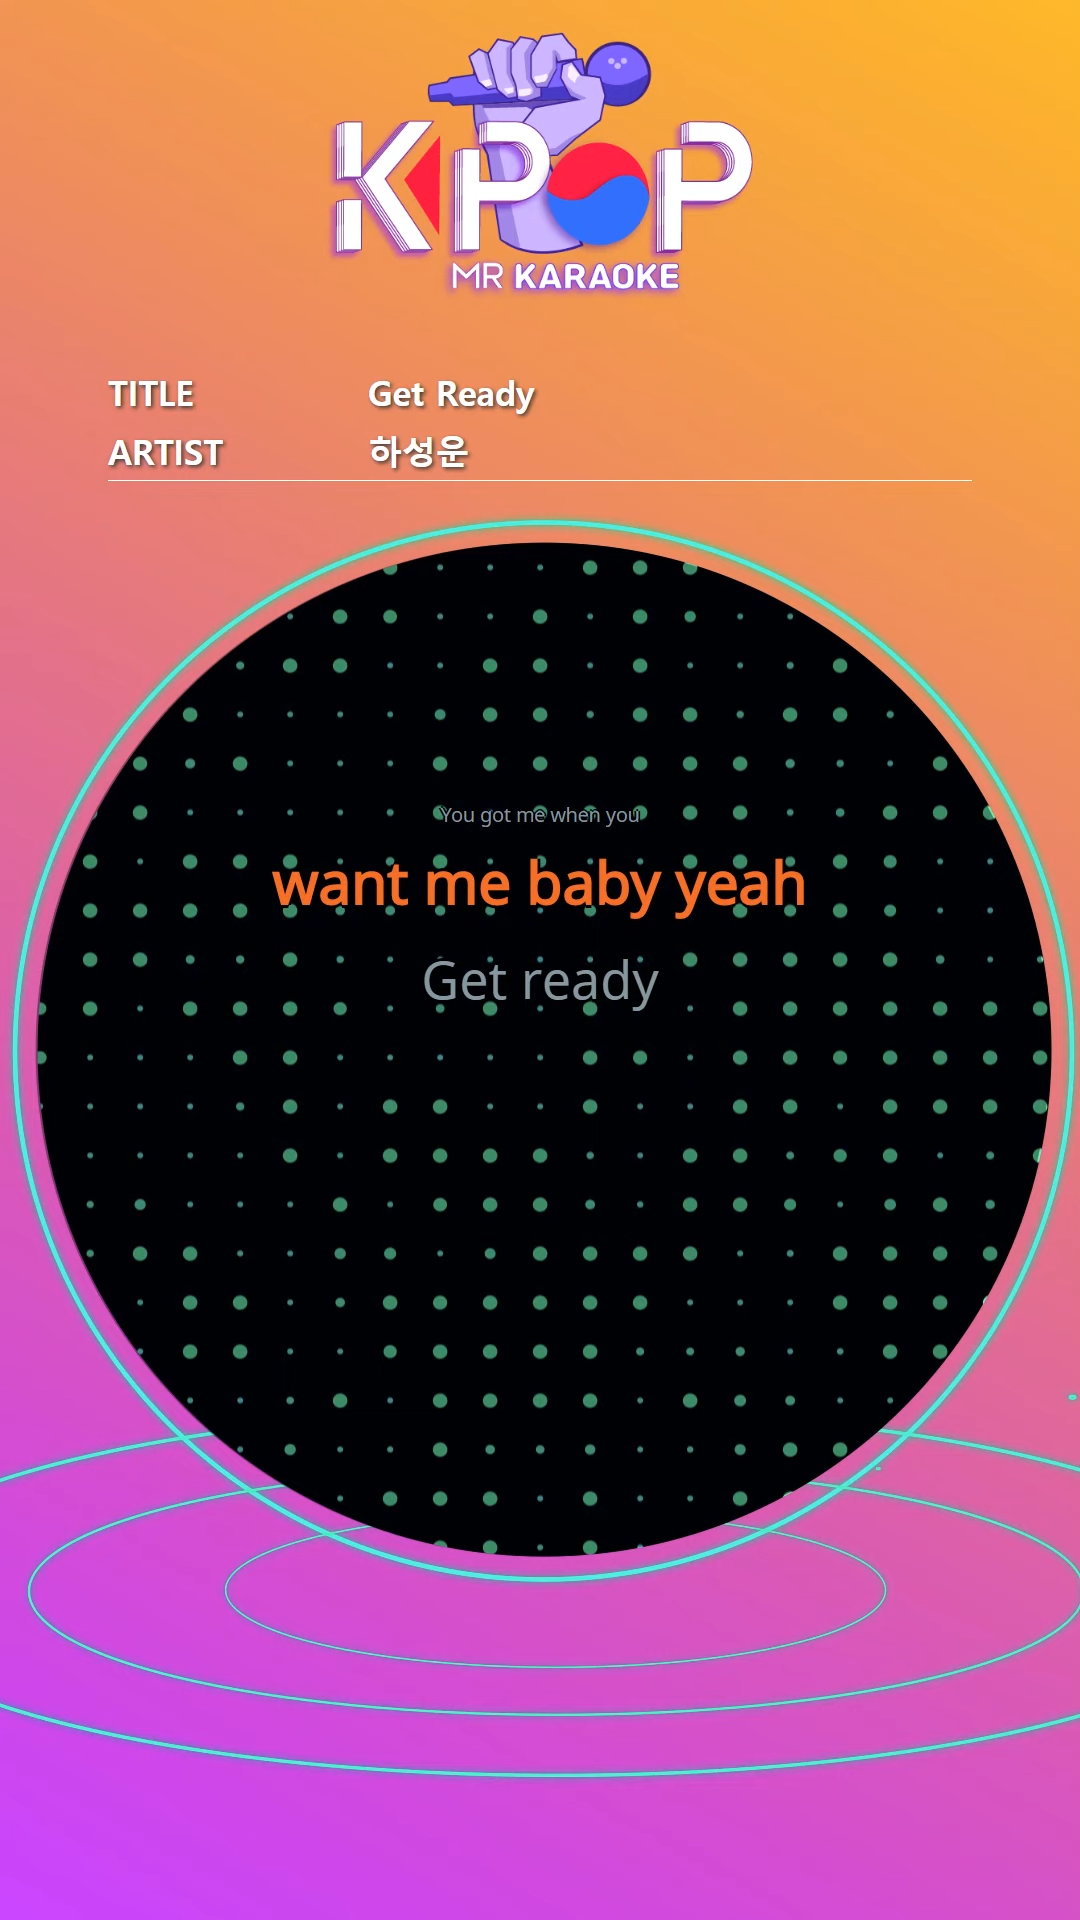 KPOP
MR KARAOKE
TITLE Get Ready
ARTIST 하성운
You got me when you
want me baby yeah
Get ready